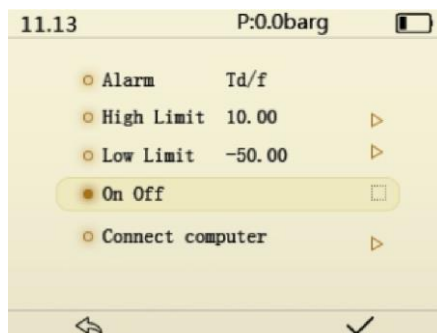 11.13 P:0.0barg
Alarm Td/f
High Limit 10.00
Low Limit -50.00
On Off
Connect computer